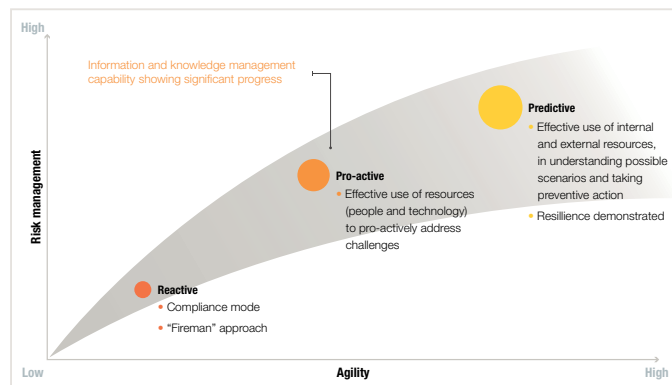 High
Information and knowledge management
capability showing significant progress
Predictive
• Effective use of internal
and external resources,
in understanding possible
scenarios and taking
preventive action
• Resillience demonstrated
Pro-active
• Effective use of resources
(people and technology)
to pro-actively address
challenges
Risk management
Reactive
• Compliance mode
• “Fireman” approach
Low
Agility
High